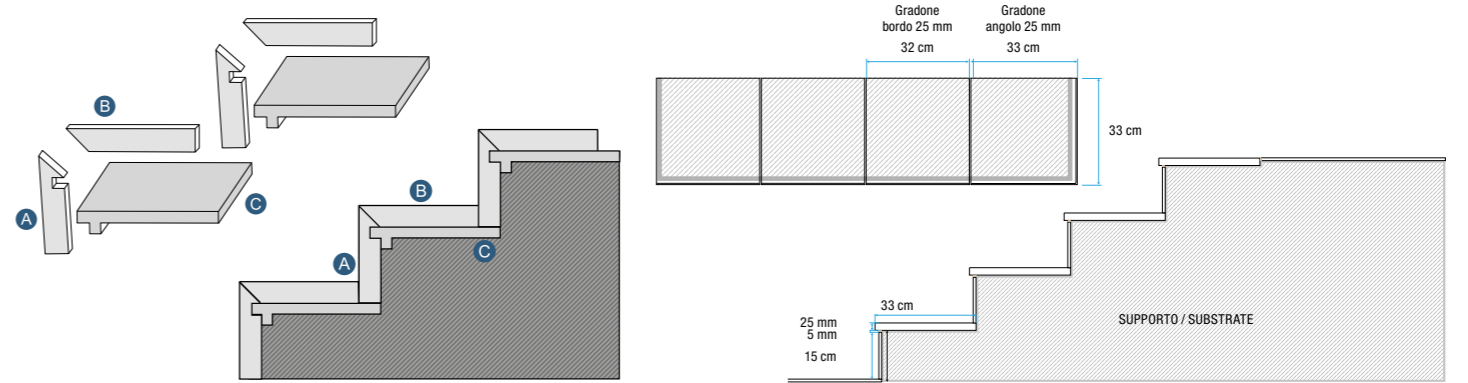 B
A
C
B
A
C
Gradone
bordo 25 mm
32 cm
Gradone
angolo 25 mm
33 cm
33 cm
33 cm
25 mm
5 mm
15 cm
SUPPORTO / SUBSTRATE